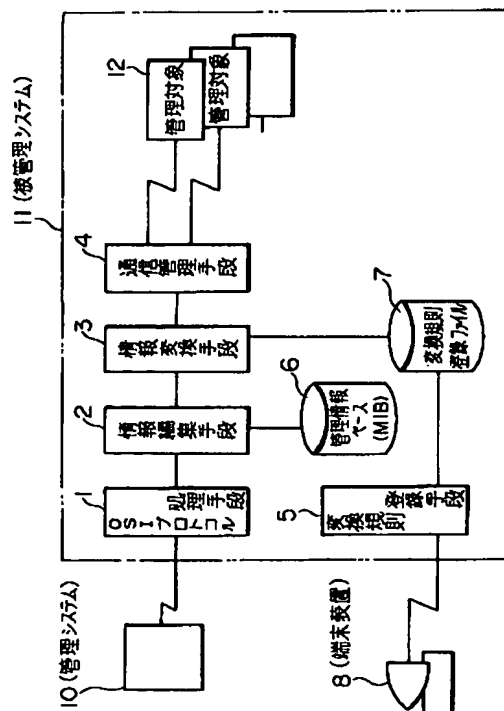 11 (被管理システム)
12
管理対象
管理対象
4
通信管理手段
3
情報変換手段
7
変換規則
登録ファイル
2
情報編集手段
6
管理情報
ベース
(MIB)
1
OSIプロトコル
処理手段
5
変換規則
登録手段
10 (管理システム)
8 (端末装置)